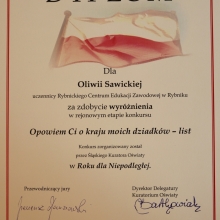 DYPLOM
Dla
Oliwii Sawickiej
uczennicy Rybnickiego Centrum Edukacji Zawodowej w Rybniku
za zdobycie wyróżnienia
w rejonowym etapie konkursu
Opowiem Ci o kraju moich dziadków – list
Konkurs zorganizowany został
przez Śląskiego Kuratora Oświaty
w Roku dla Niepodległej.
Przewodniczący jury
Dyrektor Delegatury
Kuratorium Oświaty